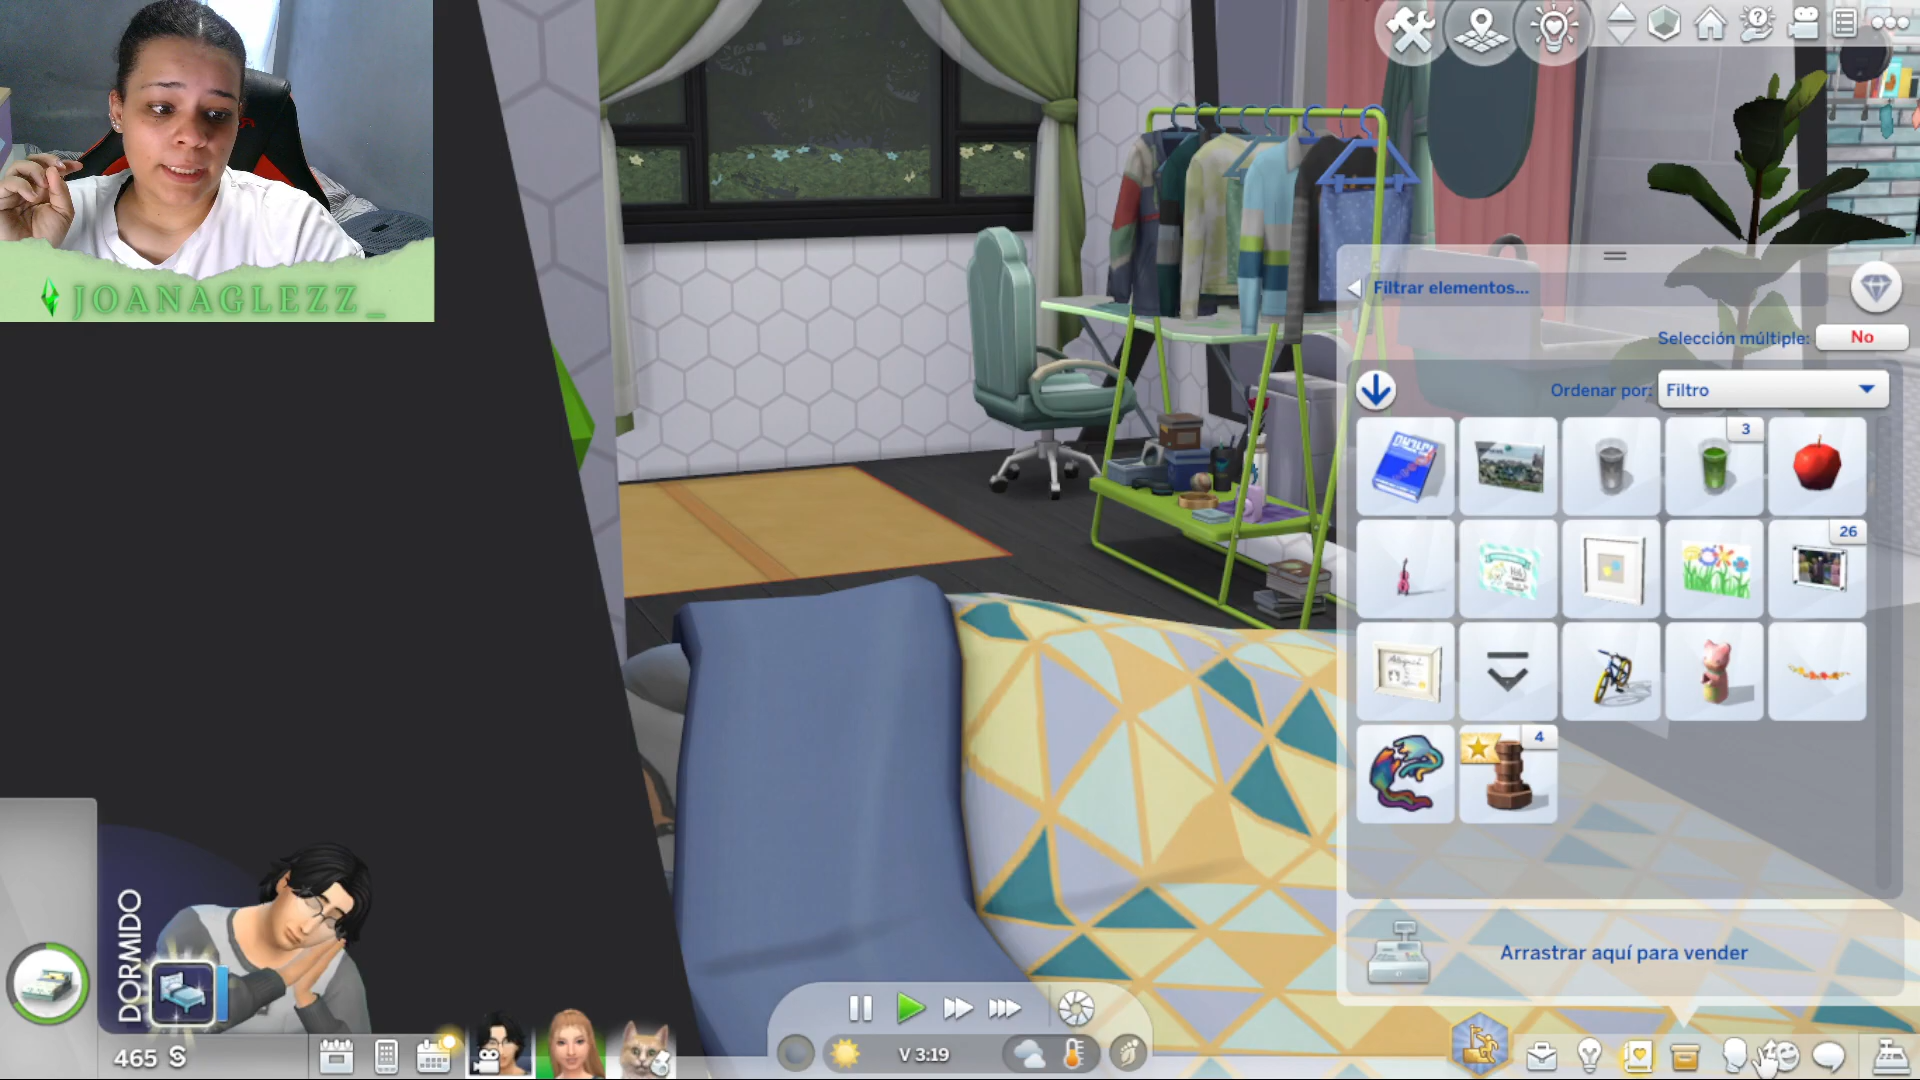 JOANAGLEZZ_
Filtrar elementos...
Selección múltiple: No
Ordenar por: Filtro
3
26
4
Arrastrar aquí para vender
DORMIDO
465 S
V 3:19